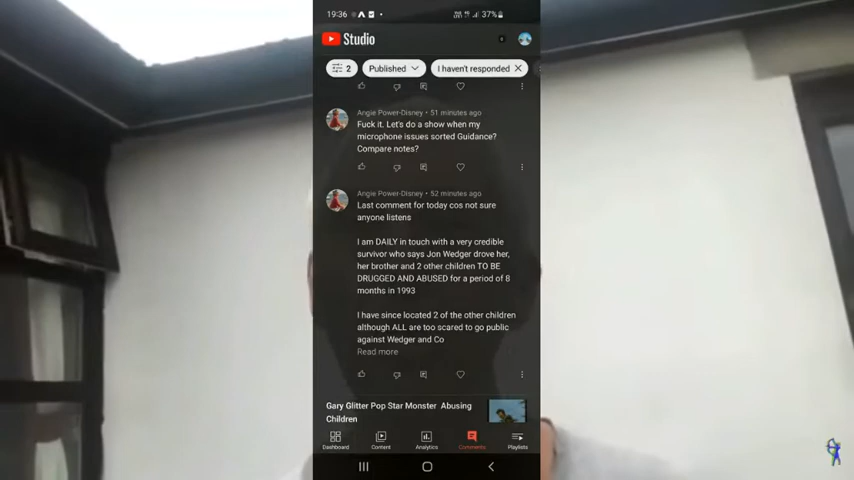 19:36
37%
Studio
2
Published
I haven't responded
Angie Power-Disney • 51 minutes ago
Fuck it. Let's do a show when my
microphone issues sorted Guidance?
Compare notes?
Angie Power-Disney • 52 minutes ago
Last comment for today cos not sure
anyone listens
I am DAILY in touch with a very credible
survivor who says Jon Wedger drove her,
her brother and 2 other children TO BE
DRUGGED AND ABUSED for a period of 8
months in 1993
I have since located 2 of the other children
although ALL are too scared to go public
against Wedger and Co
Read more
Gary Glitter Pop Star Monster Abusing
Children
Dashboard
Content
Analytics
Comments
Playlists